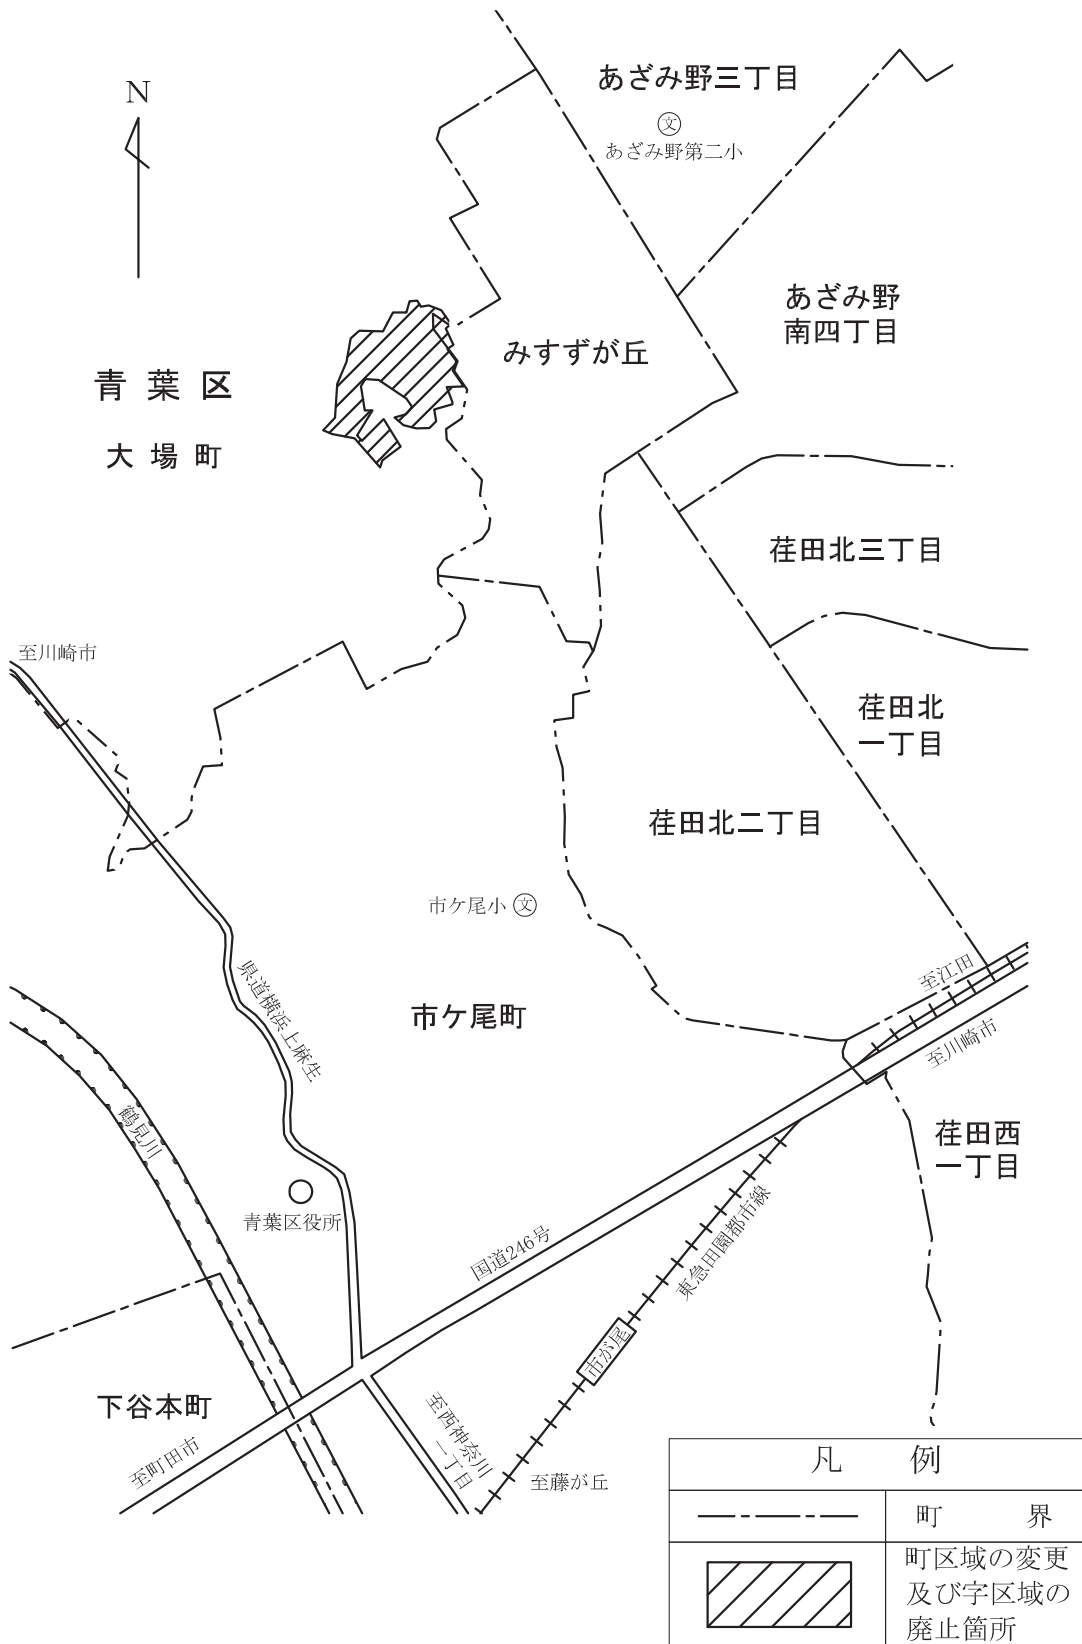 あざみ野三丁目
文
あざみ野第二小
N
あざみ野
南四丁目
みすずが丘
青葉区
大場町
荏田北三丁目
至川崎市
荏田北
一丁目
荏田北二丁目
市ケ尾小 文
県道横浜上麻生
至江田
市ケ尾町
至川崎市
鶴見川
荏田西
一丁目
青葉区役所
国道246号
東急田園都市線
市が尾
下谷本町
至西神奈川
二丁目
至町田市
至藤が丘
凡例
町界
町区域の変更
及び字区域の
廃止箇所